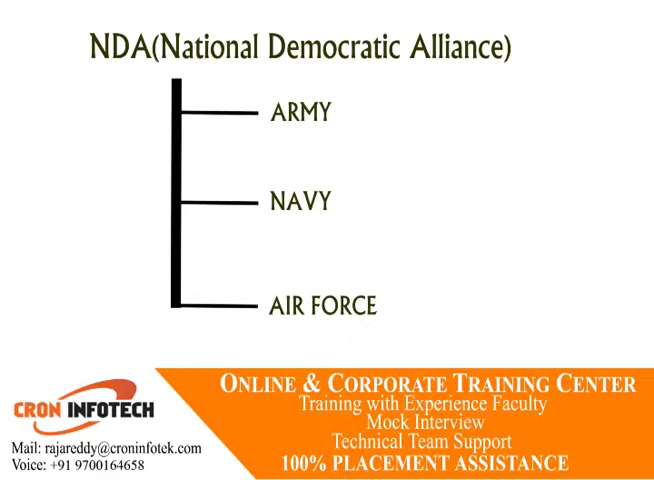 NDA(National Democratic Alliance)
ARMY
NAVY
AIR FORCE
CRON INFOTECH
Mail: rajareddy@croninfotek.com
Voice: +91 9700164658
ONLINE & CORPORATE TRAINING CENTER
Training with Experience Faculty
Mock Interview
Technical Team Support
100% PLACEMENT ASSISTANCE